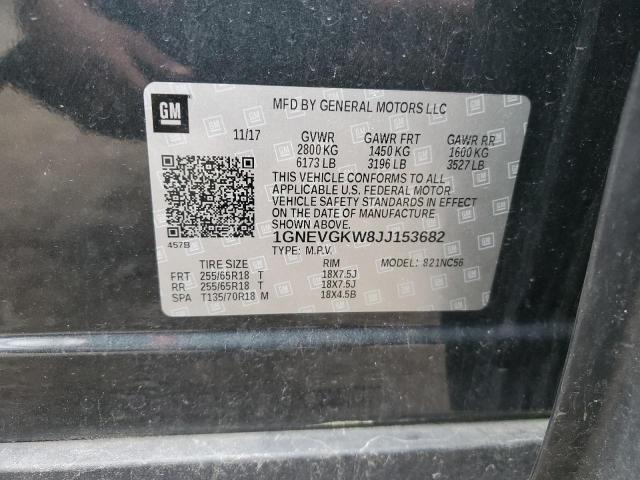 GM
MFD BY GENERAL MOTORS LLC
11/17 GVWR GAWR FRT GAWR RR
2800 KG 1450 KG 1600 KG
6173 LB 3196 LB 3527 LB
THIS VEHICLE CONFORMS TO ALL
APPLICABLE U.S. FEDERAL MOTOR
VEHICLE SAFETY STANDARDS IN EFFECT
ON THE DATE OF MANUFACTURE
SHOWN ABOVE.
1GNEVGKW8JJ153682
457B TYPE: M.P.V. MODEL: 821NC56
TIRE SIZE RIM
FRT 255/65R18 T 18X7.5J
RR 255/65R18 T 18X7.5J
SPA T135/70R18 M 18X4.5B